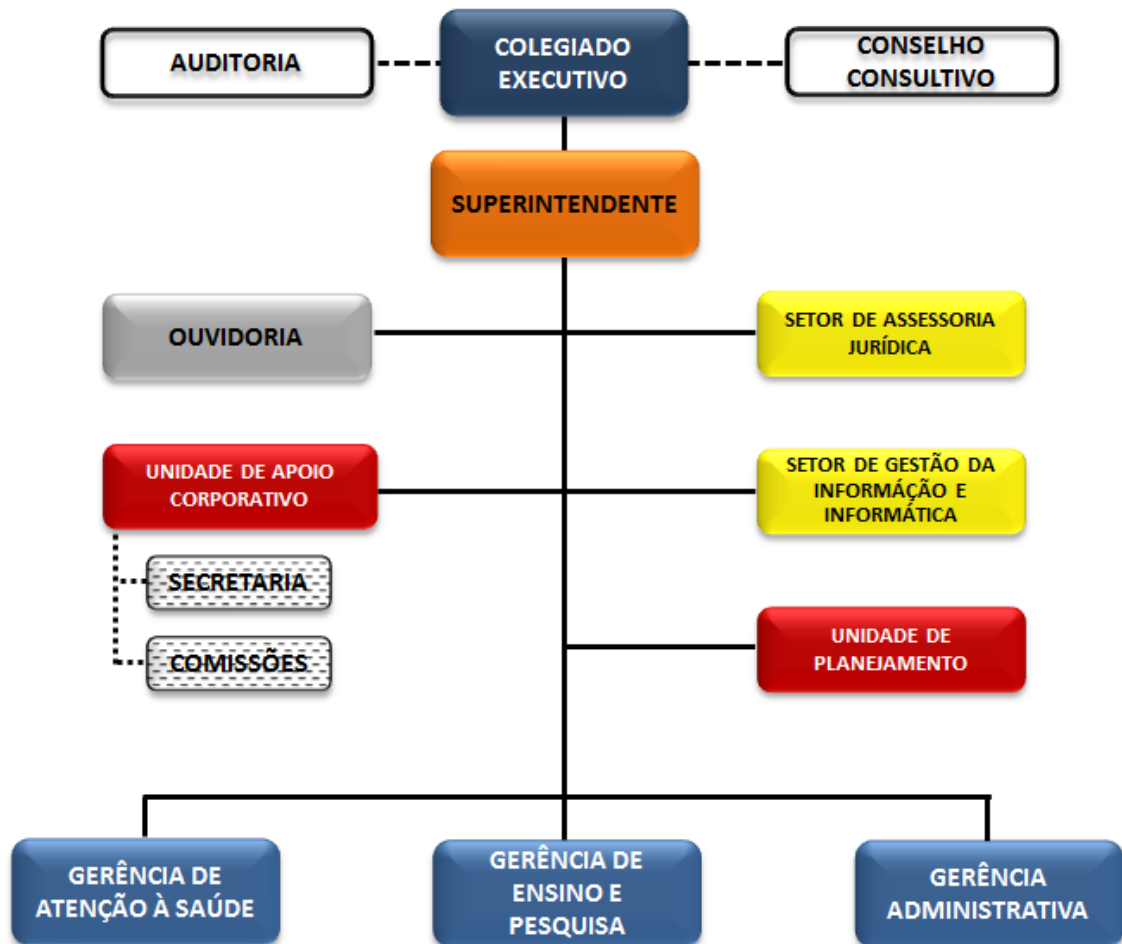 AUDITORIA
COLEGIADO
EXECUTIVO
CONSELHO
CONSULTIVO
SUPERINTENDENTE
OUVIDORIA
SETOR DE ASSESSORIA
JURÍDICA
UNIDADE DE APOIO
CORPORATIVO
SETOR DE GESTÃO DA
INFORMÁÇÃO E
INFORMÁTICA
SECRETARIA
COMISSÕES
UNIDADE DE
PLANEJAMENTO
GERÊNCIA DE
ATENÇÃO À SAÚDE
GERÊNCIA DE
ENSINO E
PESQUISA
GERÊNCIA
ADMINISTRATIVA